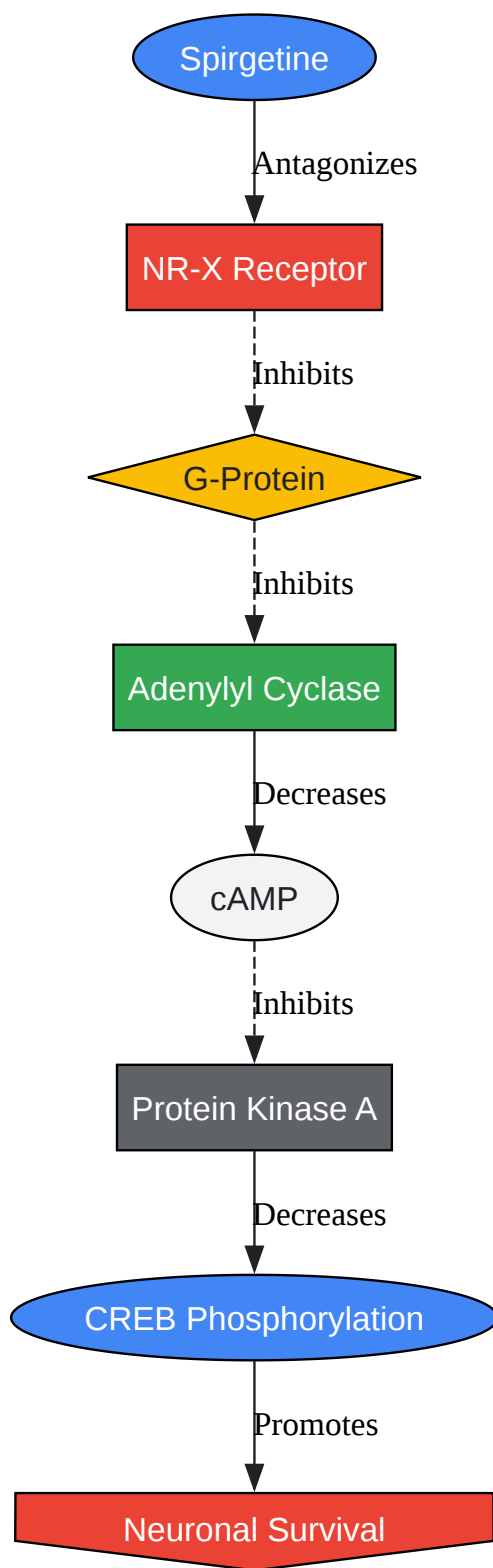 Spirgetine
Antagonizes
NR-X Receptor
Inhibits
G-Protein
Inhibits
Adenylyl Cyclase
Decreases
cAMP
Inhibits
Protein Kinase A
Decreases
CREB Phosphorylation
Promotes
Neuronal Survival